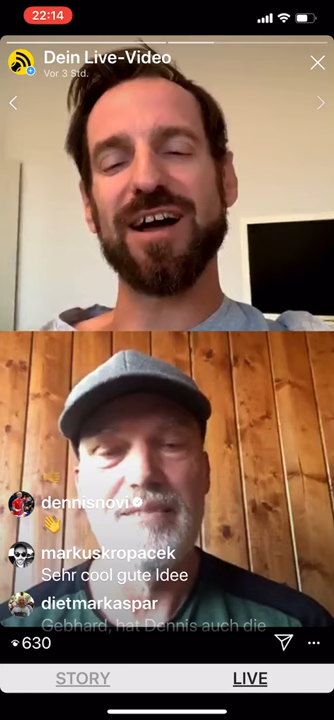 22:14
Dein Live-Video
Vor 3 Std.
dennisnovi
markuskropacek
Sehr cool gute Idee
dietmarkaspar
Gebhard, hat Dennis auch die
630
STORY
LIVE